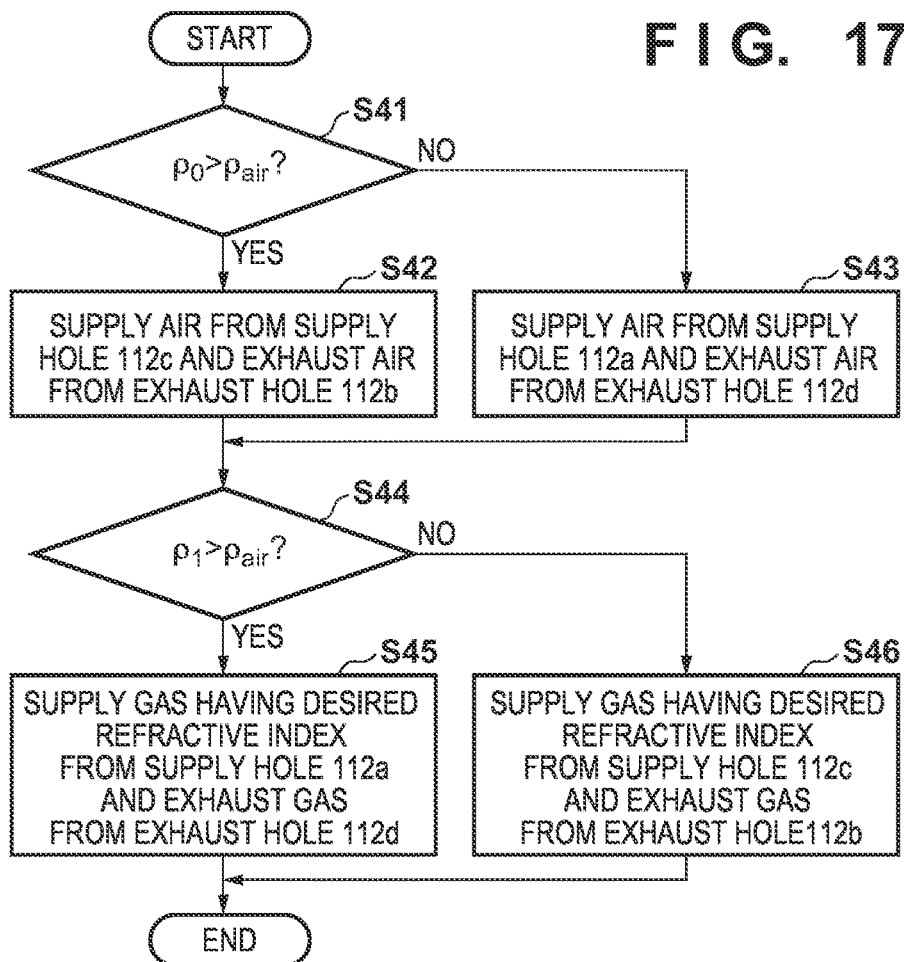 F I G. 17
START
S41
ρ0>ρair?
NO
YES
S42
SUPPLY AIR FROM SUPPLY
HOLE 112c AND EXHAUST AIR
FROM EXHAUST HOLE 112b
S43
SUPPLY AIR FROM SUPPLY
HOLE 112a AND EXHAUST AIR
FROM EXHAUST HOLE 112d
S44
ρ1>ρair?
NO
YES
S45
SUPPLY GAS HAVING DESIRED
REFRACTIVE INDEX
FROM SUPPLY HOLE 112a
AND EXHAUST GAS
FROM EXHAUST HOLE 112d
S46
SUPPLY GAS HAVING DESIRED
REFRACTIVE INDEX
FROM SUPPLY HOLE 112c
AND EXHAUST GAS
FROM EXHAUST HOLE112b
END